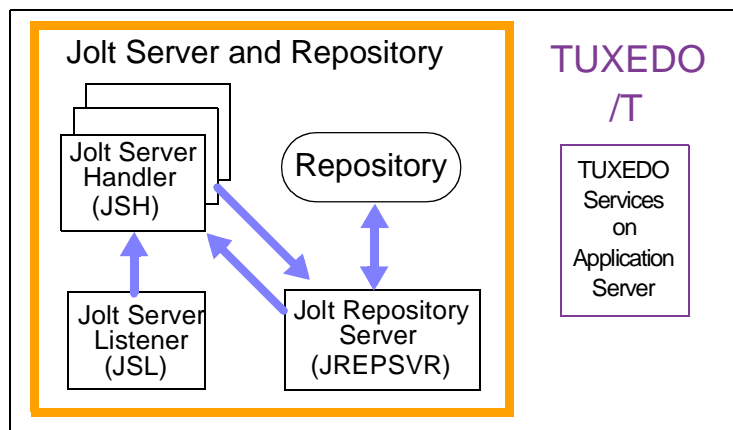 Jolt Server and Repository
Jolt Server
Handler
(JSH)
Repository
Jolt Server
Listener
(JSL)
Jolt Repository
Server
(JREPSVR)
TUXEDO
/T
TUXEDO
Services
on
Application
Server